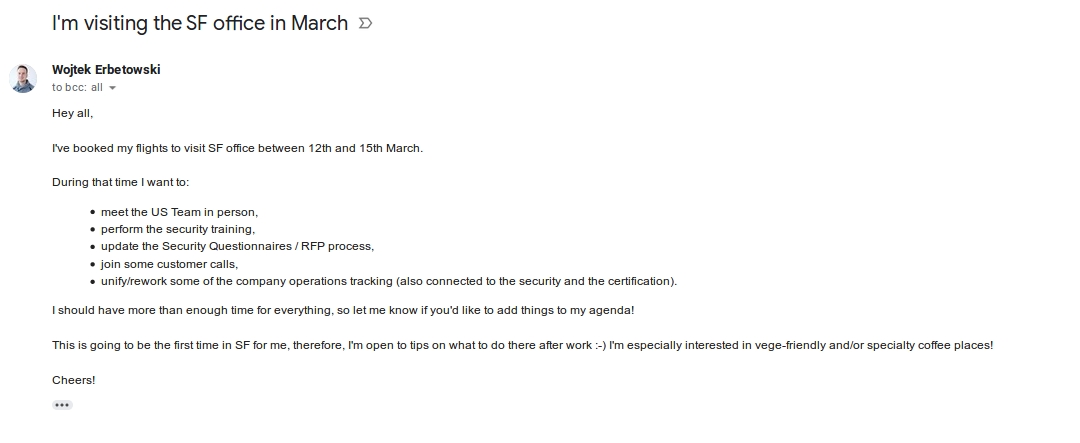 I'm visiting the SF office in March
Wojtek Erbetowski
to bcc: all
Hey all,
I've booked my flights to visit SF office between 12th and 15th March.
During that time I want to:
• meet the US Team in person,
• perform the security training,
• update the Security Questionnaires / RFP process,
• join some customer calls,
• unify/rework some of the company operations tracking (also connected to the security and the certification).
I should have more than enough time for everything, so let me know if you'd like to add things to my agenda!
This is going to be the first time in SF for me, therefore, I'm open to tips on what to do there after work :-) I'm especially interested in vege-friendly and/or specialty coffee places!
Cheers!